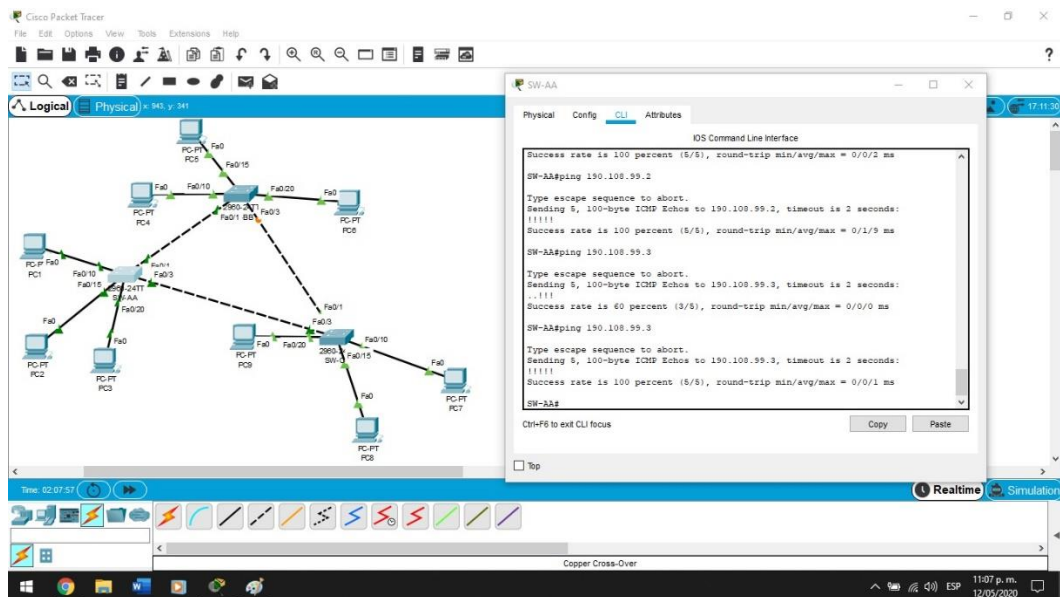 Cisco Packet Tracer
File Edit Options View Tools Extensions Help
?
Logical Physical x: 943, y: 341
17:11:30
PC-PT
PC5
Fa0
Fa0/15
Fa0
Fa0/10
Fa0/20
Fa0
PC-PT
PC4
Fa0/1
Fa0/3
PC-PT
PC6
Fa0
PC1
Fa0/10
Fa0/3
Fa0/15
Fa0/20
Fa0
Fa0
PC-PT
PC2
PC-PT
PC3
Fa0/1
Fa0/3
Fa0
Fa0/20
Fa0/10
Fa0/15
PC-PT
PC9
Fa0
PC-PT
PC7
Fa0
PC-PT
PC8
SW-AA
Physical Config CLI Attributes
IOS Command Line Interface
Success rate is 100 percent (5/5), round-trip min/avg/max = 0/0/2 ms
SW-AA#ping 190.108.99.2
Type escape sequence to abort.
Sending 5, 100-byte ICMP Echos to 190.108.99.2, timeout is 2 seconds:
!!!!!
Success rate is 100 percent (5/5), round-trip min/avg/max = 0/1/9 ms
SW-AA#ping 190.108.99.3
Type escape sequence to abort.
Sending 5, 100-byte ICMP Echos to 190.108.99.3, timeout is 2 seconds:
..!!!
Success rate is 60 percent (3/5), round-trip min/avg/max = 0/0/0 ms
SW-AA#ping 190.108.99.3
Type escape sequence to abort.
Sending 5, 100-byte ICMP Echos to 190.108.99.3, timeout is 2 seconds:
!!!!!
Success rate is 100 percent (5/5), round-trip min/avg/max = 0/0/1 ms
SW-AA#
Ctrl+F6 to exit CLI focus
Copy Paste
Top
Time: 02:07:57
Realtime Simulation
Copper Cross-Over
ESP
11:07 p. m.
12/05/2020